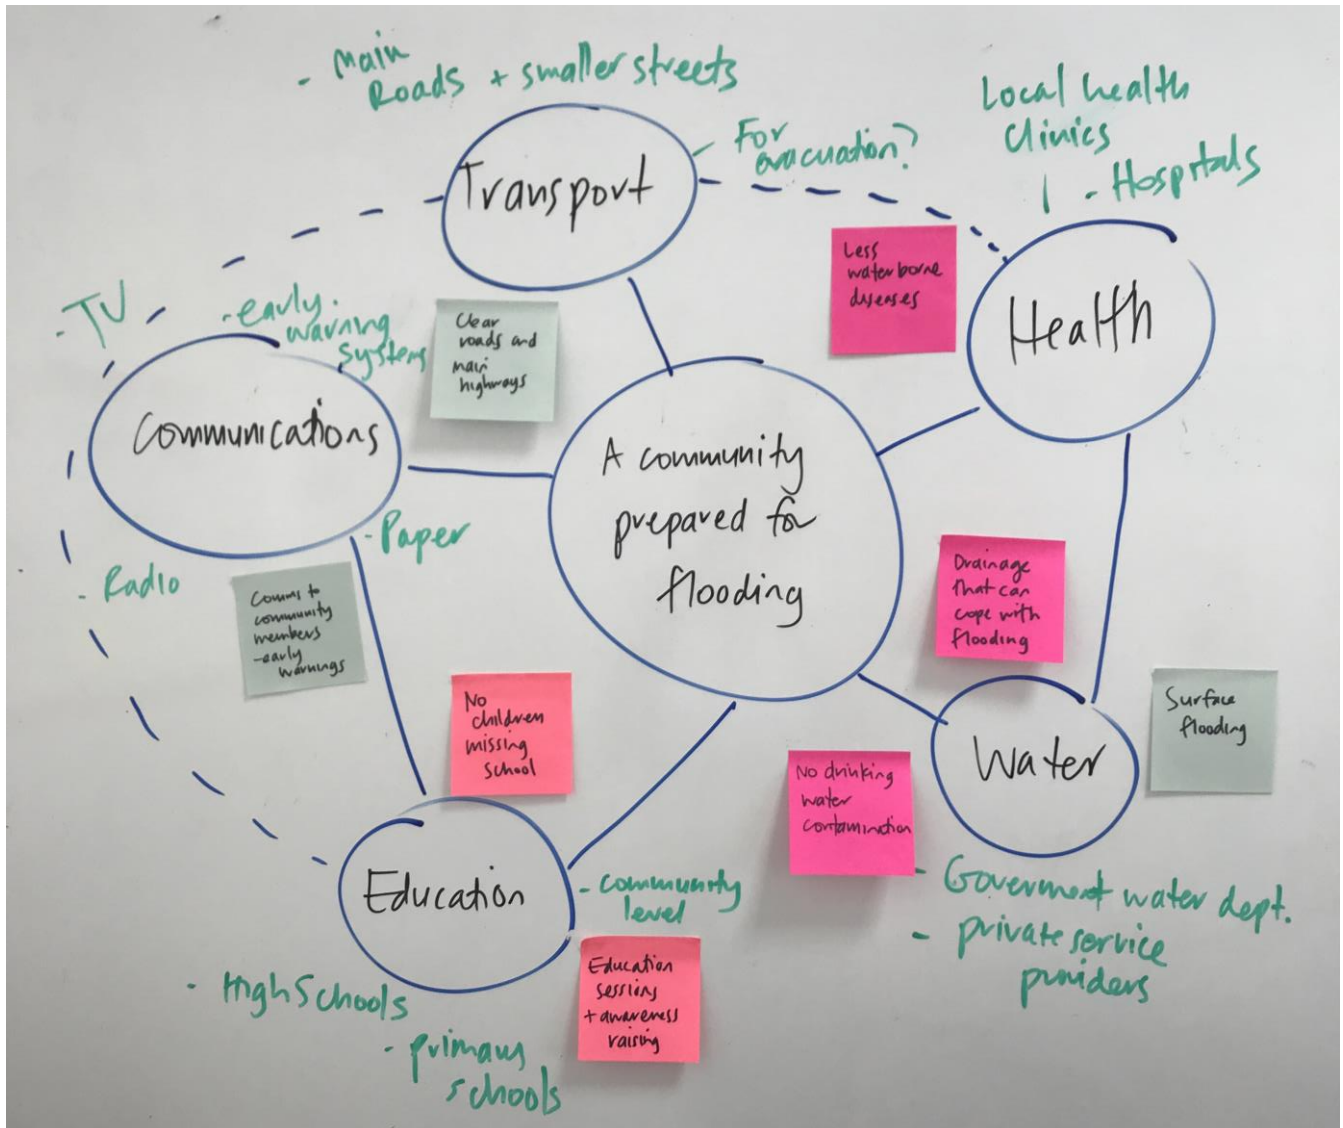 - Main
Roads + smaller streets
Transport
- For
evacuation?
Local health
clinics
- Hospitals
Less
waterborne
diseases
Health
- TV
- early
warning
systems
Clear
roads and
main
highways
Communications
A community
prepared for
flooding
- Paper
- Radio
Comms to
community
members
- early
warnings
Drainage
that can
cope with
flooding
No
children
missing
school
Surface
flooding
Water
No drinking
water
contamination
Education
- community
level
- Goverment water dept.
- private service
providers
Education
sessions
+ awareness
raising
- High Schools
- primary
schools